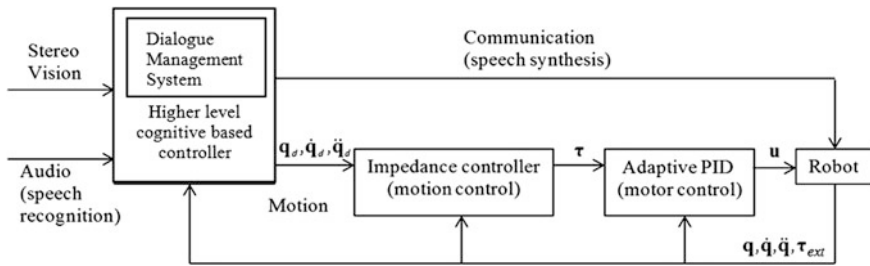 Stereo
Vision
Audio
(speech
recognition)
Dialogue
Management
System
Higher level
cognitive based
controller
Communication
(speech synthesis)
q_d, q̇_d, q̈_d
Motion
Impedance controller
(motion control)
τ
Adaptive PID
(motor control)
u
Robot
q, q̇, q̈, τ_ext